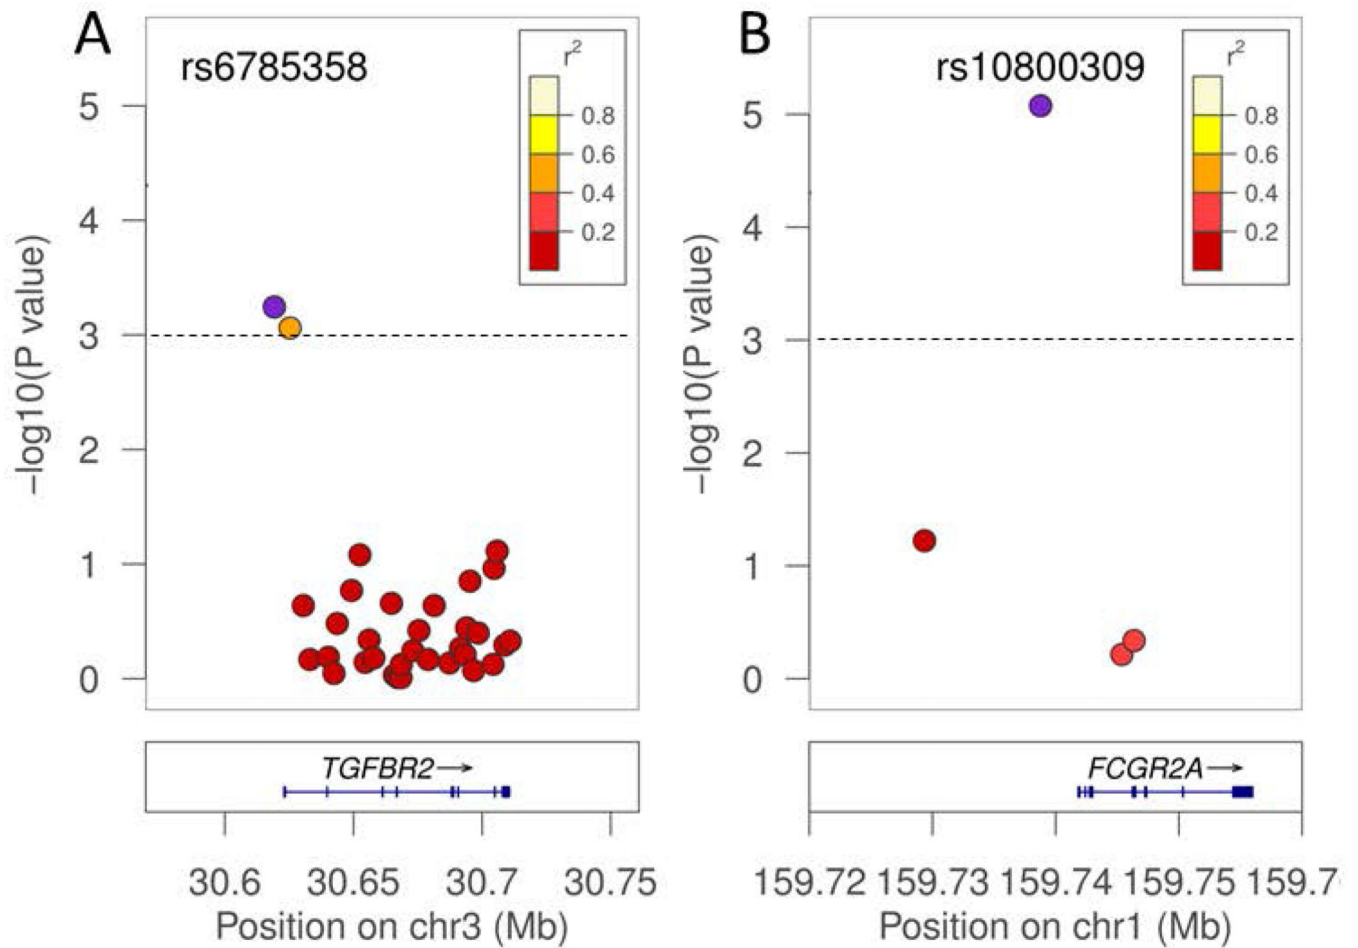 A
rs6785358
r2
0.8
0.6
0.4
0.2
5
4
3
2
1
0
−log10(P value)
TGFBR2
30.6 30.65 30.7 30.75
Position on chr3 (Mb)
B
rs10800309
r2
0.8
0.6
0.4
0.2
5
4
3
2
1
0
−log10(P value)
FCGR2A
159.72 159.73 159.74 159.75 159.7
Position on chr1 (Mb)